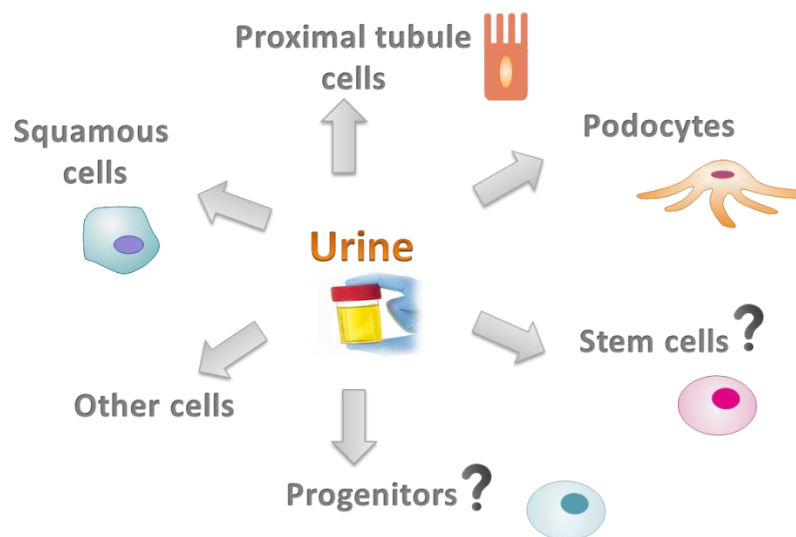 Proximal tubule
cells
Podocytes
Squamous
cells
Urine
Stem cells?
Other cells
Progenitors?